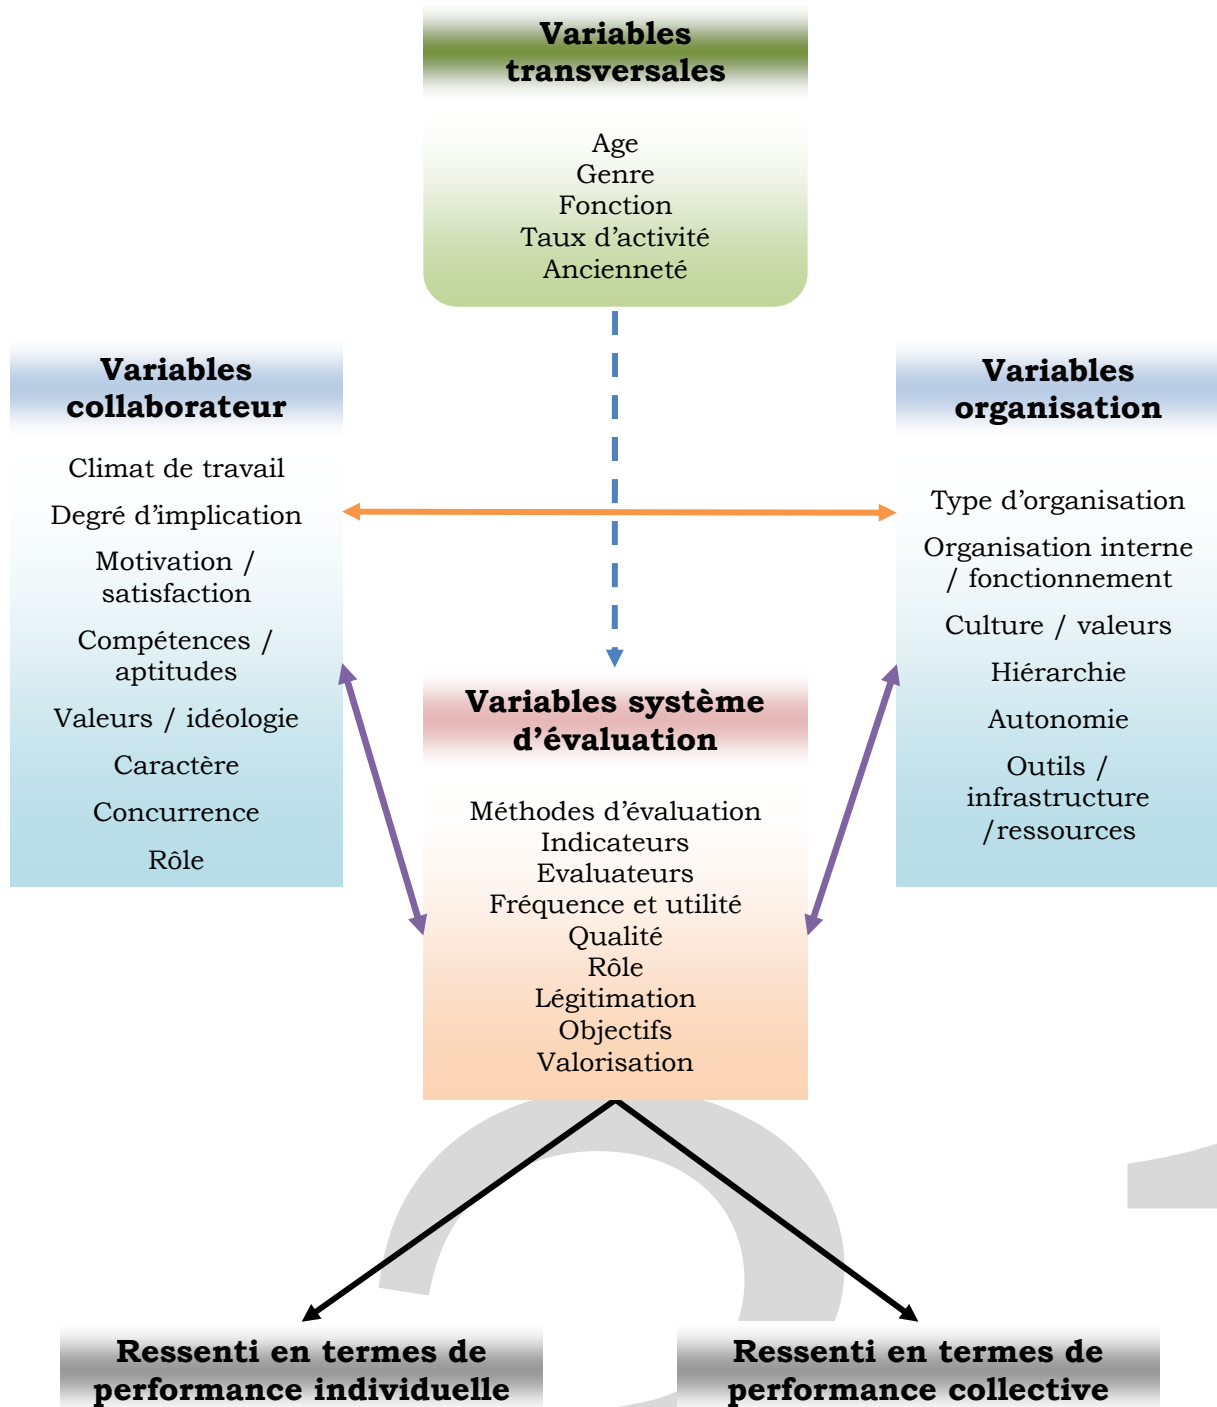 Variables
transversales
Age
Genre
Fonction
Taux d’activité
Ancienneté
Variables
collaborateur
Climat de travail
Degré d’implication
Motivation /
satisfaction
Compétences /
aptitudes
Valeurs / idéologie
Caractère
Concurrence
Rôle
Variables
organisation
Type d’organisation
Organisation interne
/ fonctionnement
Culture / valeurs
Hiérarchie
Autonomie
Outils /
infrastructure
/ressources
Variables système
d’évaluation
Méthodes d’évaluation
Indicateurs
Evaluateurs
Fréquence et utilité
Qualité
Rôle
Légitimation
Objectifs
Valorisation
Ressenti en termes de
performance individuelle
Ressenti en termes de
performance collective